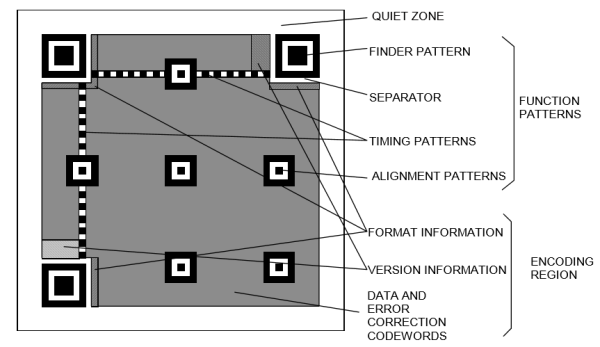 QUIET ZONE
FINDER PATTERN
SEPARATOR
FUNCTION
PATTERNS
TIMING PATTERNS
ALIGNMENT PATTERNS
FORMAT INFORMATION
VERSION INFORMATION
ENCODING
REGION
DATA AND
ERROR
CORRECTION
CODEWORDS